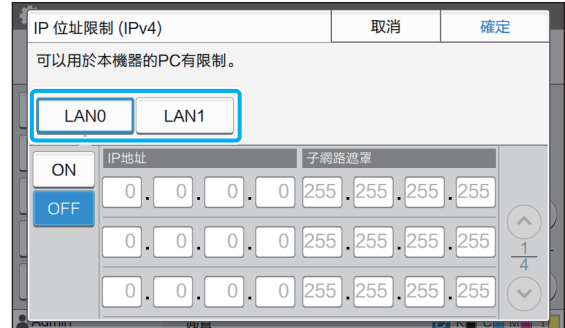 IP 位址限制 (IPv4) 取消 確定
可以用於本機器的PC有限制。
LAN0 LAN1
IP地址 子網路遮罩
ON
0 . 0 . 0 . 0 255 . 255 . 255 . 255
OFF
0 . 0 . 0 . 0 255 . 255 . 255 . 255
1
4
0 . 0 . 0 . 0 255 . 255 . 255 . 255
Admin